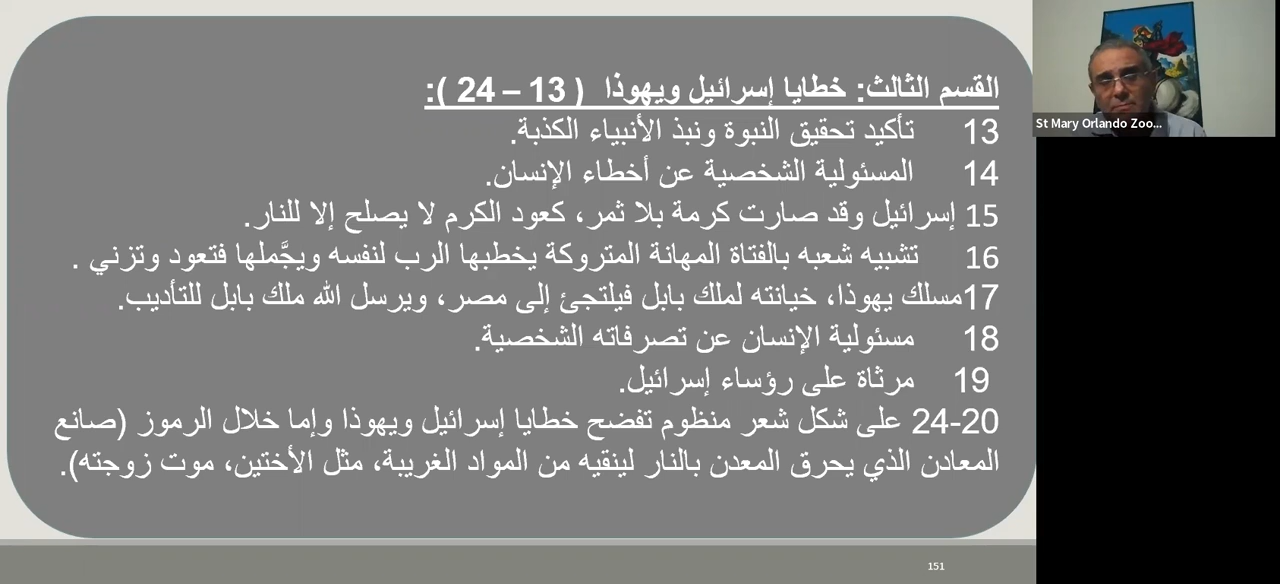 القسم الثالث: خطايا إسرائيل ويهوذا ( 13 – 24 ):
13 تأكيد تحقيق النبوة ونبذ الأنبياء الكذبة.
14 المسئولية الشخصية عن أخطاء الإنسان.
15 إسرائيل وقد صارت كرمة بلا ثمر، كعود الكرم لا يصلح إلا للنار.
16 تشبيه شعبه بالفتاة المهانة المتروكة يخطبها الرب لنفسه ويجَّملها فتعود وتزني .
17مسلك يهوذا، خيانته لملك بابل فيلتجئ إلى مصر، ويرسل الله ملك بابل للتأديب.
18 مسئولية الإنسان عن تصرفاته الشخصية.
19 مرثاة على رؤساء إسرائيل.
24-20 على شكل شعر منظوم تفضح خطايا إسرائيل ويهوذا وإما خلال الرموز (صانع
المعادن الذي يحرق المعدن بالنار لينقيه من المواد الغريبة، مثل الأختين، موت زوجته).
151
St Mary Orlando Zoo...